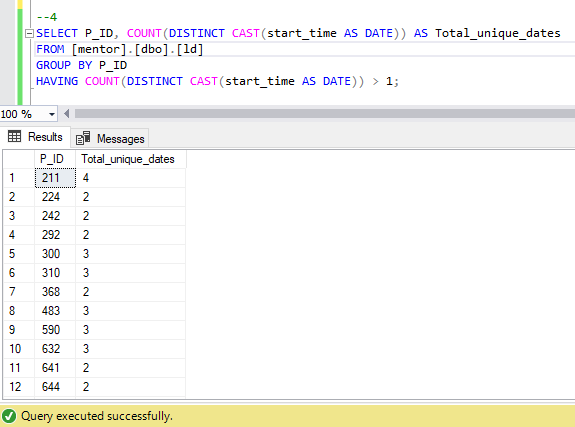 --4
SELECT P_ID, COUNT(DISTINCT CAST(start_time AS DATE)) AS Total_unique_dates
FROM [mentor].[dbo].[ld]
GROUP BY P_ID
HAVING COUNT(DISTINCT CAST(start_time AS DATE)) > 1;
100 %
Results Messages
P_ID Total_unique_dates
1 211 4
2 224 2
3 242 2
4 292 2
5 300 3
6 310 3
7 368 2
8 483 3
9 590 3
10 632 3
11 641 2
12 644 2
Query executed successfully.